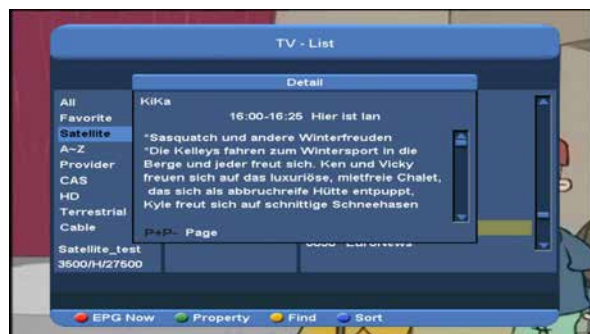 TV - List
Detail
All
Favorite
Satellite
A~Z
Provider
CAS
HD
Terrestrial
Cable
Satellite_test
3500/H/27500
KiKa
16:00-16:25 Hier ist Ian
"Sasquatch und andere Winterfreuden
"Die Kelleys fahren zum Wintersport in die
Berge und jeder freut sich. Ken und Vicky
freuen sich auf das luxuriöse, mietfreie Chalet,
das sich als abbruchreife Hütte entpuppt,
Kyle freut sich auf schnittige Schneehasen
P+P- Page
EuroNews
EPG Now Property Find Sort